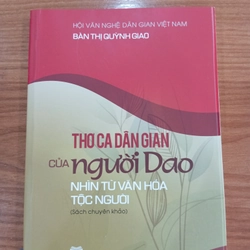 HỘI VĂN NGHỆ DÂN GIAN VIỆT NAM
BÀN THỊ QUỲNH GIAO
THƠ CA DÂN GIAN
CỦA người Dao
NHÌN TỪ VĂN HÓA
TỘC NGƯỜI
(Sách chuyên khảo)